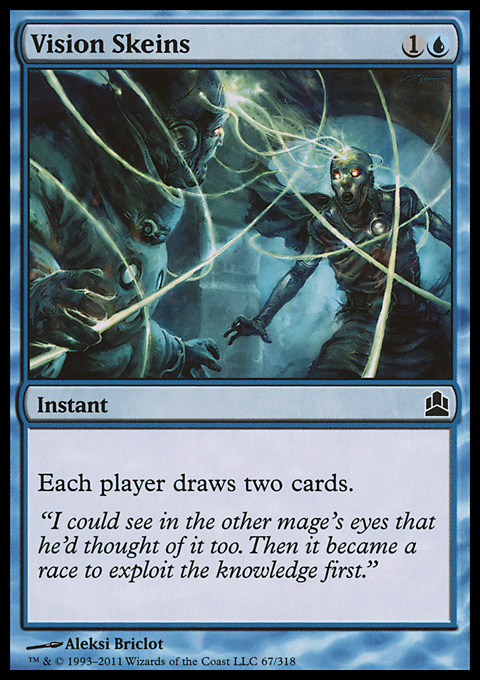 Vision Skeins 1
Instant
Each player draws two cards.
“I could see in the other mage’s eyes that
he’d thought of it too. Then it became a
race to exploit the knowledge first.”
Aleksi Briclot
™ & © 1993–2011 Wizards of the Coast LLC 67/318